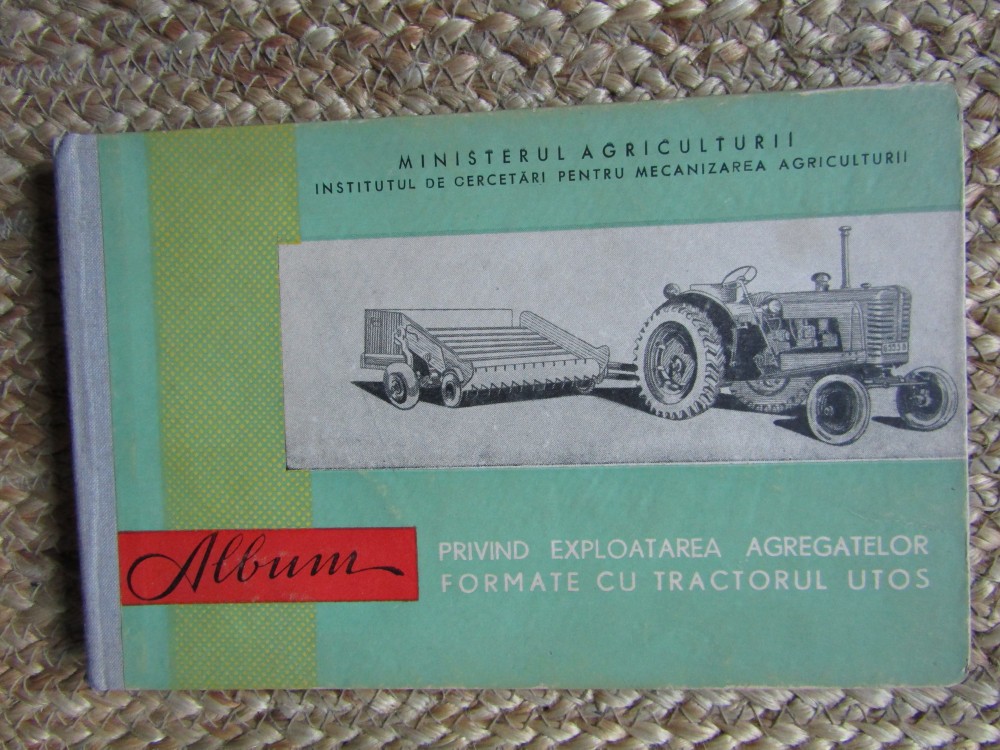 MINISTERUL AGRICULTURII
INSTITUTUL DE CERCETĂRI PENTRU MECANIZAREA AGRICULTURII
Album
PRIVIND EXPLOATAREA AGREGATELOR
FORMATE CU TRACTORUL UTOS